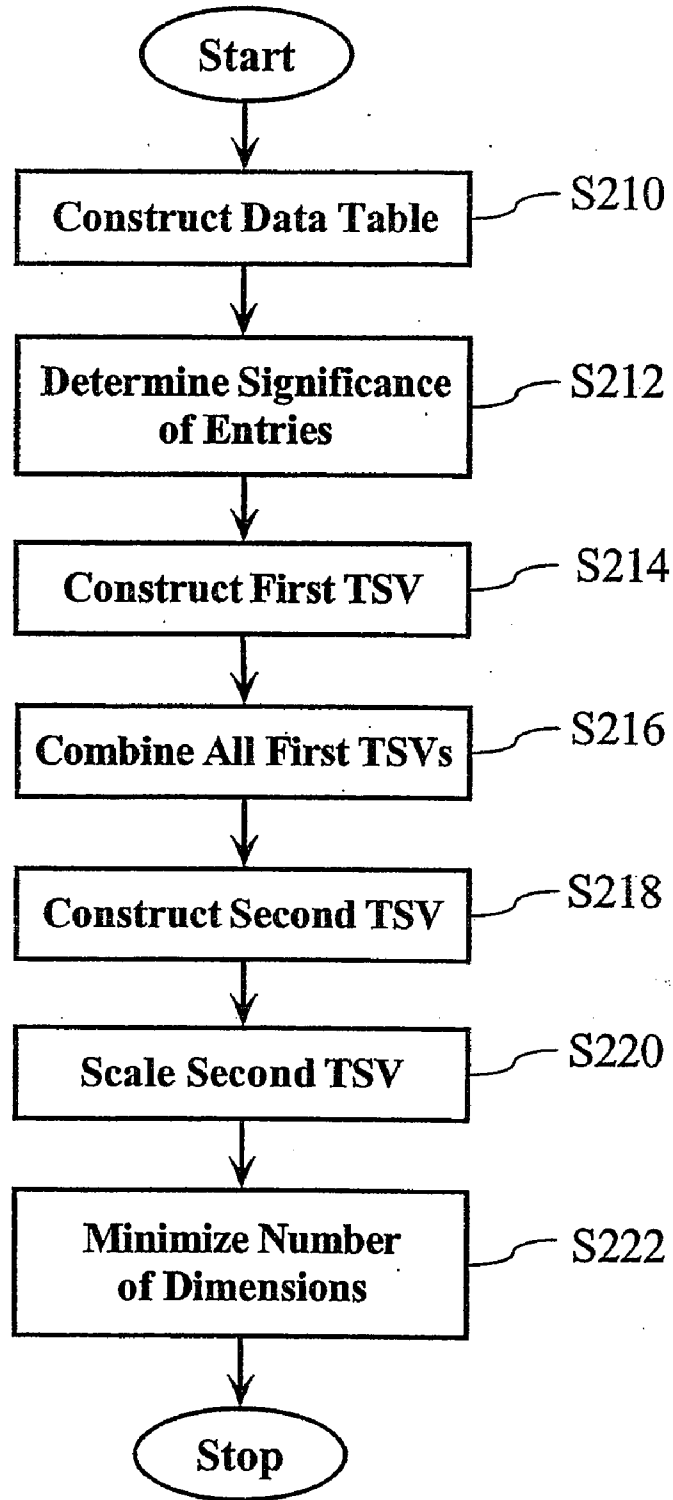 Start
Construct Data Table
S210
Determine Significance
of Entries
S212
Construct First TSV
S214
Combine All First TSVs
S216
Construct Second TSV
S218
Scale Second TSV
S220
Minimize Number
of Dimensions
S222
Stop